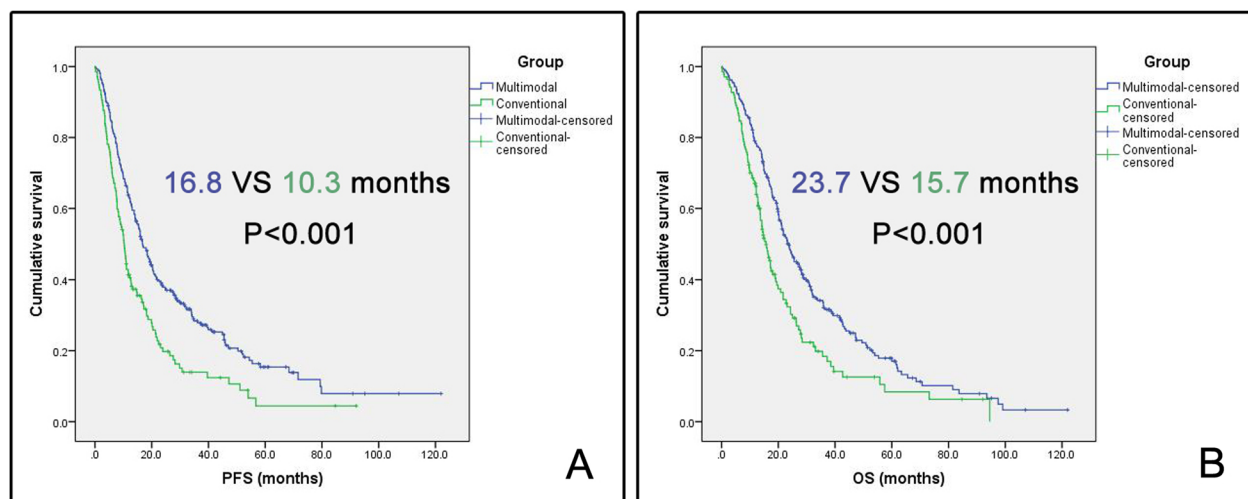 Group
Multimodal
Conventional
Multimodal-censored
Conventional-
censored
1.0
0.8
0.6
0.4
0.2
0.0
Cumulative survival
16.8 VS 10.3 months
P<0.001
.0 20.0 40.0 60.0 80.0 100.0 120.0
PFS (months)
A
Group
Multimodal-censored
Conventional-
censored
Multimodal-censored
Conventional-
censored
1.0
0.8
0.6
0.4
0.2
0.0
Cumulative survival
23.7 VS 15.7 months
P<0.001
.0 20.0 40.0 60.0 80.0 100.0 120.0
OS (months)
B